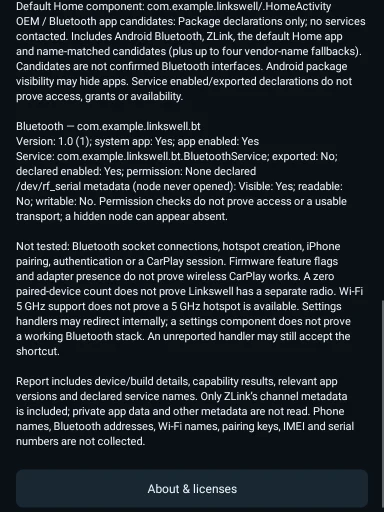 Default Home component: com.example.linkswell/.HomeActivity
OEM / Bluetooth app candidates: Package declarations only; no services
contacted. Includes Android Bluetooth, ZLink, the default Home app
and name-matched candidates (plus up to four vendor-name fallbacks).
Candidates are not confirmed Bluetooth interfaces. Android package
visibility may hide apps. Service enabled/exported declarations do not
prove access, grants or availability.
Bluetooth — com.example.linkswell.bt
Version: 1.0 (1); system app: Yes; app enabled: Yes
Service: com.example.linkswell.bt.BluetoothService; exported: No;
declared enabled: Yes; permission: None declared
/dev/rf_serial metadata (node never opened): Visible: Yes; readable:
No; writable: No. Permission checks do not prove access or a usable
transport; a hidden node can appear absent.
Not tested: Bluetooth socket connections, hotspot creation, iPhone
pairing, authentication or a CarPlay session. Firmware feature flags
and adapter presence do not prove wireless CarPlay works. A zero
paired-device count does not prove Linkswell has a separate radio. Wi-Fi
5 GHz support does not prove a 5 GHz hotspot is available. Settings
handlers may redirect internally; a settings component does not prove
a working Bluetooth stack. An unreported handler may still accept the
shortcut.
Report includes device/build details, capability results, relevant app
versions and declared service names. Only ZLink's channel metadata
is included; private app data and other metadata are not read. Phone
names, Bluetooth addresses, Wi-Fi names, pairing keys, IMEI and serial
numbers are not collected.
About & licenses